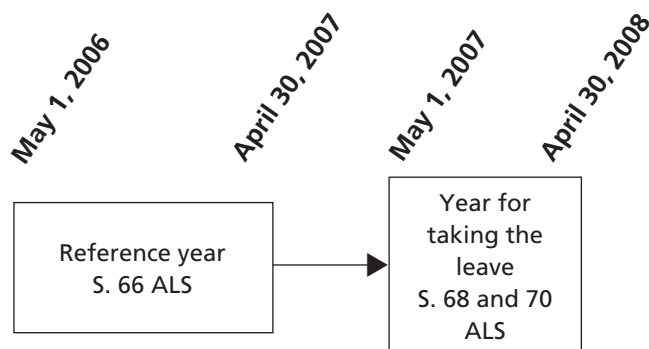 May 1, 2006
April 30, 2007
May 1, 2007
April 30, 2008
Reference year
S. 66 ALS
Year for
taking the
leave
S. 68 and 70
ALS